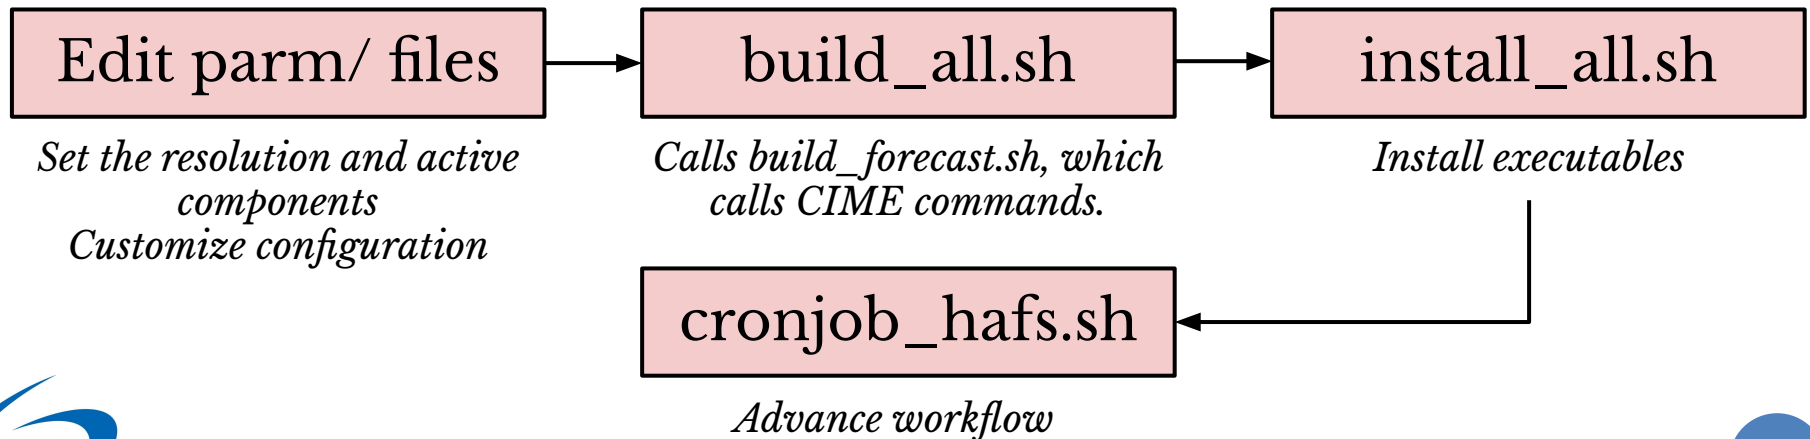 Edit parm/ files
build_all.sh
install_all.sh
Set the resolution and active
components
Customize configuration
Calls build_forecast.sh, which
calls CIME commands.
Install executables
cronjob_hafs.sh
Advance workflow